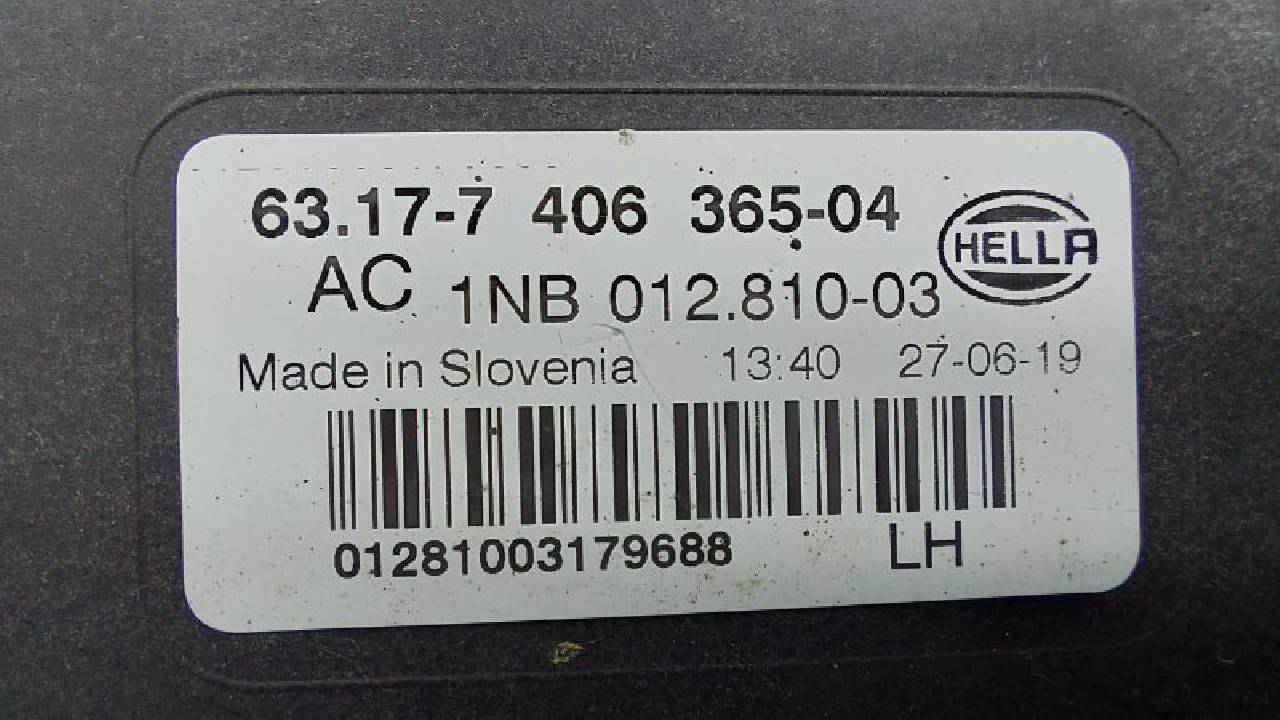 63.17-7 406 365-04
HELLA
AC 1NB 012.810-03
Made in Slovenia 13:40 27-06-19
01281003179688 LH